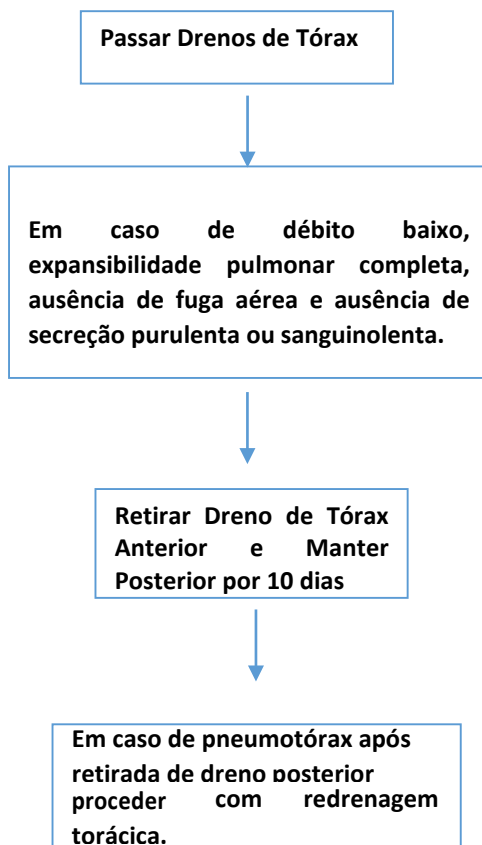 Passar Drenos de Tórax
Em caso de débito baixo,
expansibilidade pulmonar completa,
ausência de fuga aérea e ausência de
secreção purulenta ou sanguinolenta.
Retirar Dreno de Tórax
Anterior e Manter
Posterior por 10 dias
Em caso de pneumotórax após
retirada de dreno posterior
proceder com redrenagem
torácica.